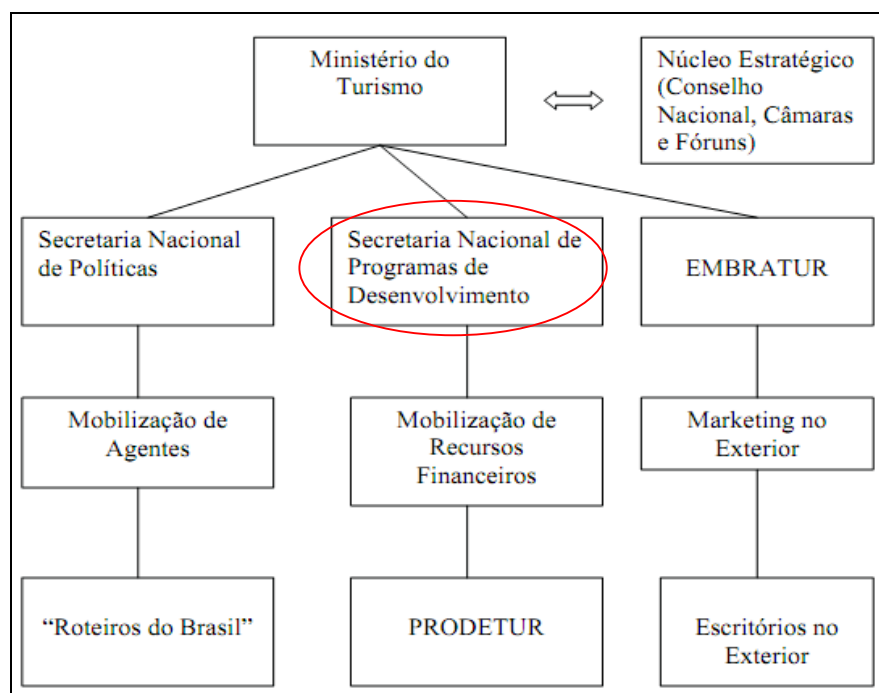 Ministério do
Turismo
Núcleo Estratégico
(Conselho
Nacional, Câmaras
e Fóruns)
Secretaria Nacional
de Políticas
Secretaria Nacional de
Programas de
Desenvolvimento
EMBRATUR
Mobilização de
Agentes
Mobilização de
Recursos
Financeiros
Marketing no
Exterior
“Roteiros do Brasil”
PRODETUR
Escritórios no
Exterior